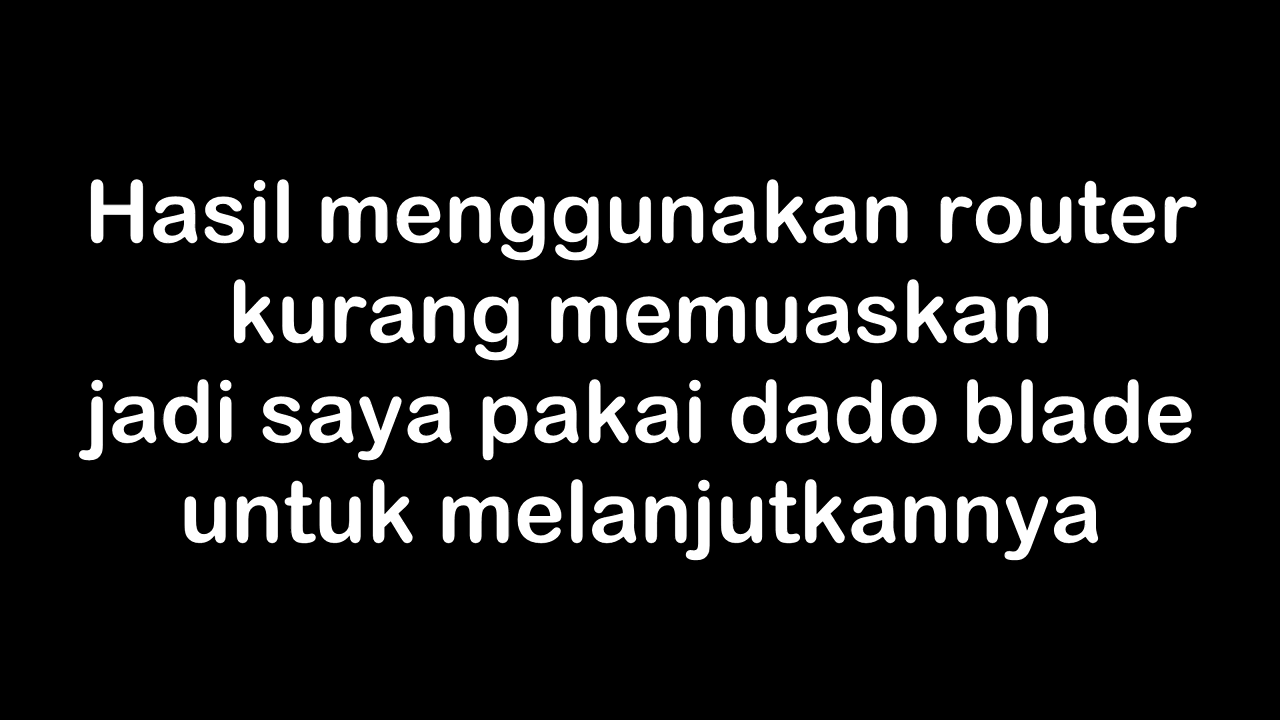 Hasil menggunakan router
kurang memuaskan
jadi saya pakai dado blade
untuk melanjutkannya